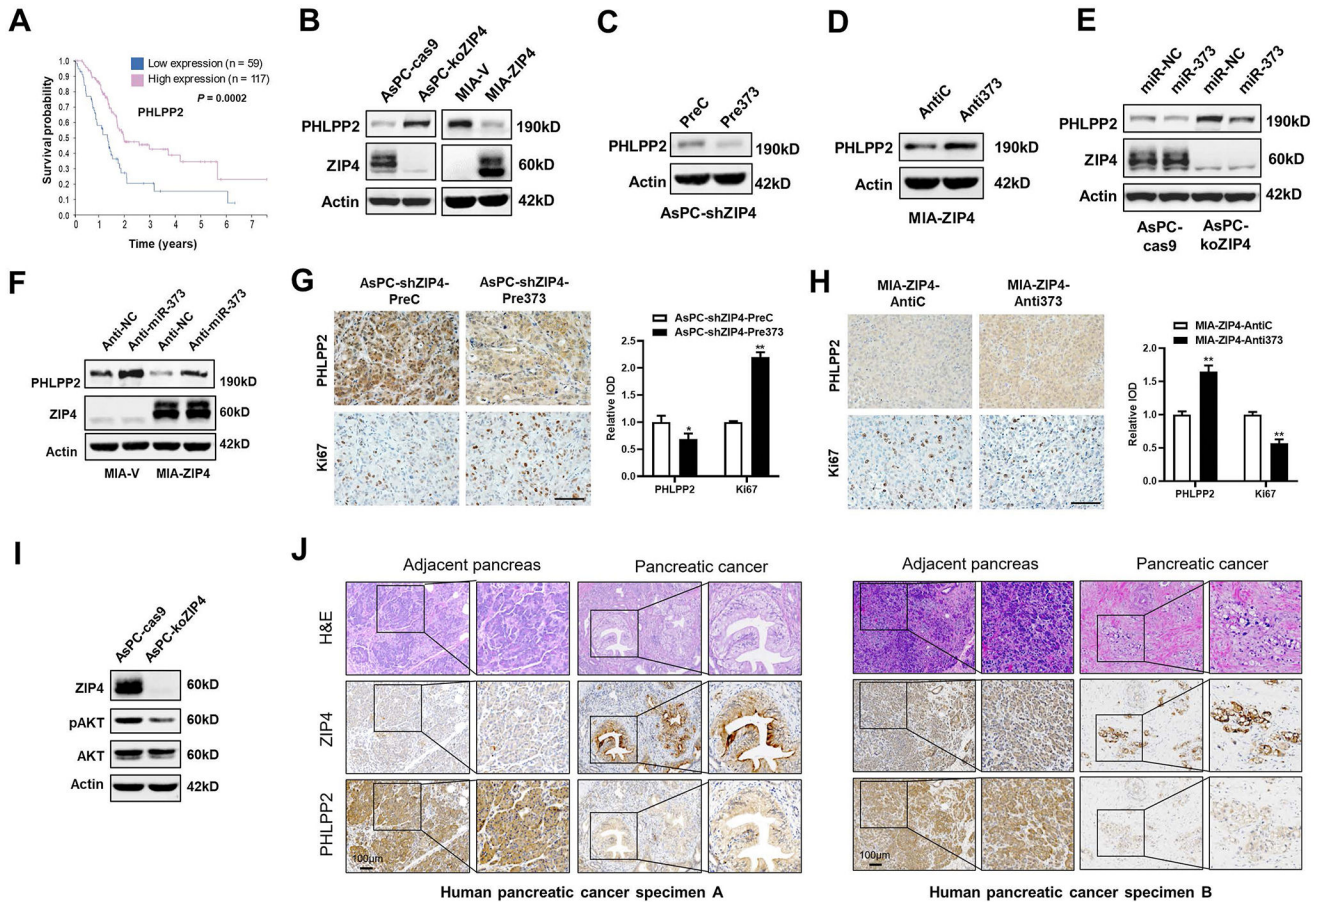 A
Low expression (n = 59)
High expression (n = 117)
P = 0.0002
PHLPP2
Survival probability
1.0
0.9
0.8
0.7
0.6
0.5
0.4
0.3
0.2
0.1
0.0
0 1 2 3 4 5 6 7
Time (years)
B
AsPC-cas9
AsPC-koZIP4
MIA-V
MIA-ZIP4
PHLPP2 190kD
ZIP4 60kD
Actin 42kD
C
PreC
Pre373
PHLPP2 190kD
Actin 42kD
AsPC-shZIP4
D
AntiC
Anti373
PHLPP2 190kD
Actin 42kD
MIA-ZIP4
E
miR-NC
miR-373
miR-NC
miR-373
PHLPP2 190kD
ZIP4 60kD
Actin 42kD
AsPC-
cas9
AsPC-
koZIP4
F
Anti-NC
Anti-miR-373
Anti-NC
Anti-miR-373
PHLPP2 190kD
ZIP4 60kD
Actin 42kD
MIA-V MIA-ZIP4
G
AsPC-shZIP4-
PreC
AsPC-shZIP4-
Pre373
PHLPP2
Ki67
AsPC-shZIP4-PreC
AsPC-shZIP4-Pre373
Relative IOD
2.5
2.0
1.5
1.0
0.5
0.0
*
**
PHLPP2 Ki67
H
MIA-ZIP4-
AntiC
MIA-ZIP4-
Anti373
PHLPP2
Ki67
MIA-ZIP4-AntiC
MIA-ZIP4-Anti373
Relative IOD
2.0
1.5
1.0
0.5
0.0
**
**
PHLPP2 Ki67
I
AsPC-cas9
AsPC-koZIP4
ZIP4 60kD
pAKT 60kD
AKT 60kD
Actin 42kD
J
Adjacent pancreas Pancreatic cancer
H&E
ZIP4
PHLPP2
100µm
Human pancreatic cancer specimen A
Adjacent pancreas Pancreatic cancer
100µm
Human pancreatic cancer specimen B